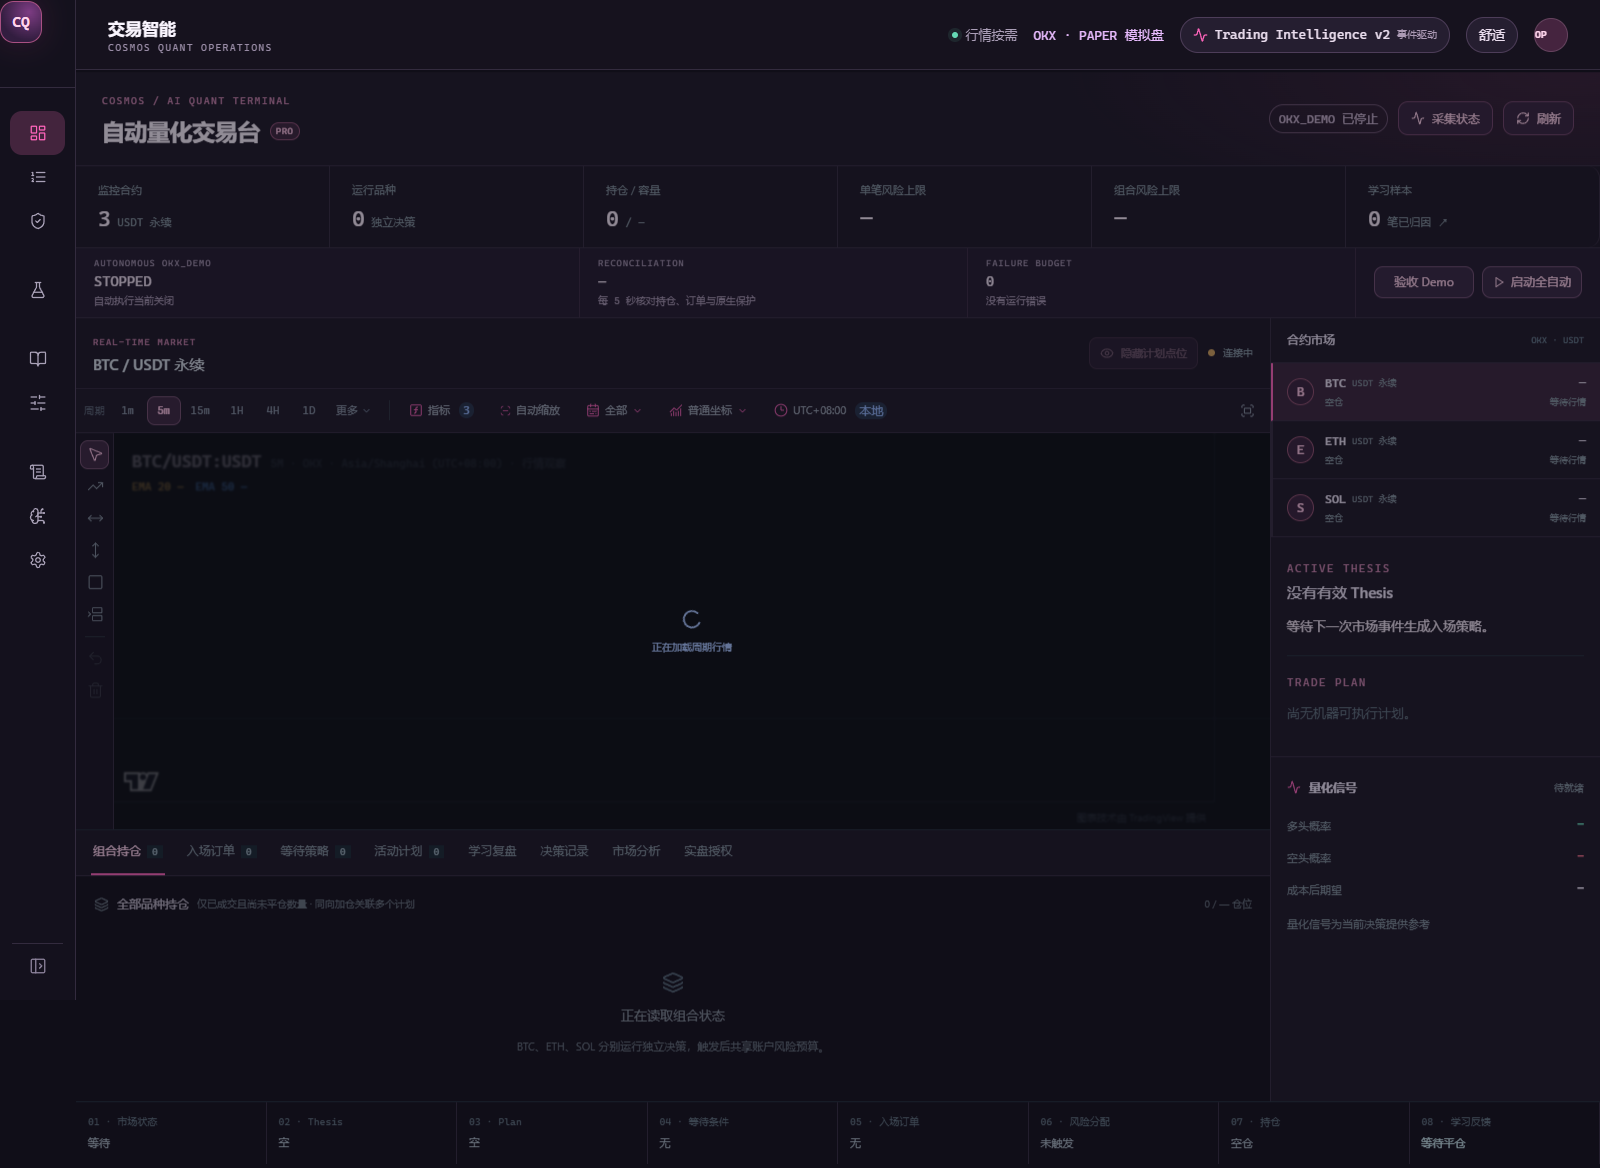 CQ
交易智能
COSMOS QUANT OPERATIONS
行情按需
OKX · PAPER 模拟盘
Trading Intelligence v2 事件驱动
舒适
OP
COSMOS / AI QUANT TERMINAL
自动量化交易台 PRO
OKX_DEMO 已停止
采集状态
刷新
监控合约
3 USDT 永续
运行品种
0 独立决策
持仓 / 容量
0 / —
单笔风险上限
—
组合风险上限
—
学习样本
0 笔已归因 ↗
AUTONOMOUS OKX_DEMO
STOPPED
自动执行当前关闭
RECONCILIATION
—
每 5 秒核对持仓、订单与原生保护
FAILURE BUDGET
0
没有运行错误
验收 Demo
启动全自动
REAL-TIME MARKET
BTC / USDT 永续
隐藏计划点位
连接中
周期 1m 5m 15m 1H 4H 1D 更多
指标 3
自动缩放
全部
普通坐标
UTC+08:00 本地
BTC/USDT:USDT 5m · OKX · Asia/Shanghai (UTC+08:00)
EMA 20 — EMA 50 —
正在加载周期行情
合约市场
OKX · USDT
B
BTC USDT 永续 —
空仓 等待行情
E
ETH USDT 永续 —
空仓 等待行情
S
SOL USDT 永续 —
空仓 等待行情
ACTIVE THESIS
没有有效 Thesis
等待下一次市场事件生成入场策略。
TRADE PLAN
尚无机器可执行计划。
量化信号 待就绪
多头概率 —
空头概率 —
成本后期望 —
量化信号为当前决策提供参考
组合持仓 0
入场订单 0
等待策略 0
活动计划 0
学习复盘
决策记录
市场分析
实盘授权
全部品种持仓 仅已成交且尚未平仓数量 · 同向加仓关联多个计划
0 / — 仓位
正在读取组合状态
BTC、ETH、SOL 分别运行独立决策，触发后共享账户风险预算。
01 · 市场状态
等待
02 · Thesis
空
03 · Plan
空
04 · 等待条件
无
05 · 入场订单
无
06 · 风险分配
未触发
07 · 持仓
空仓
08 · 学习反馈
等待平仓